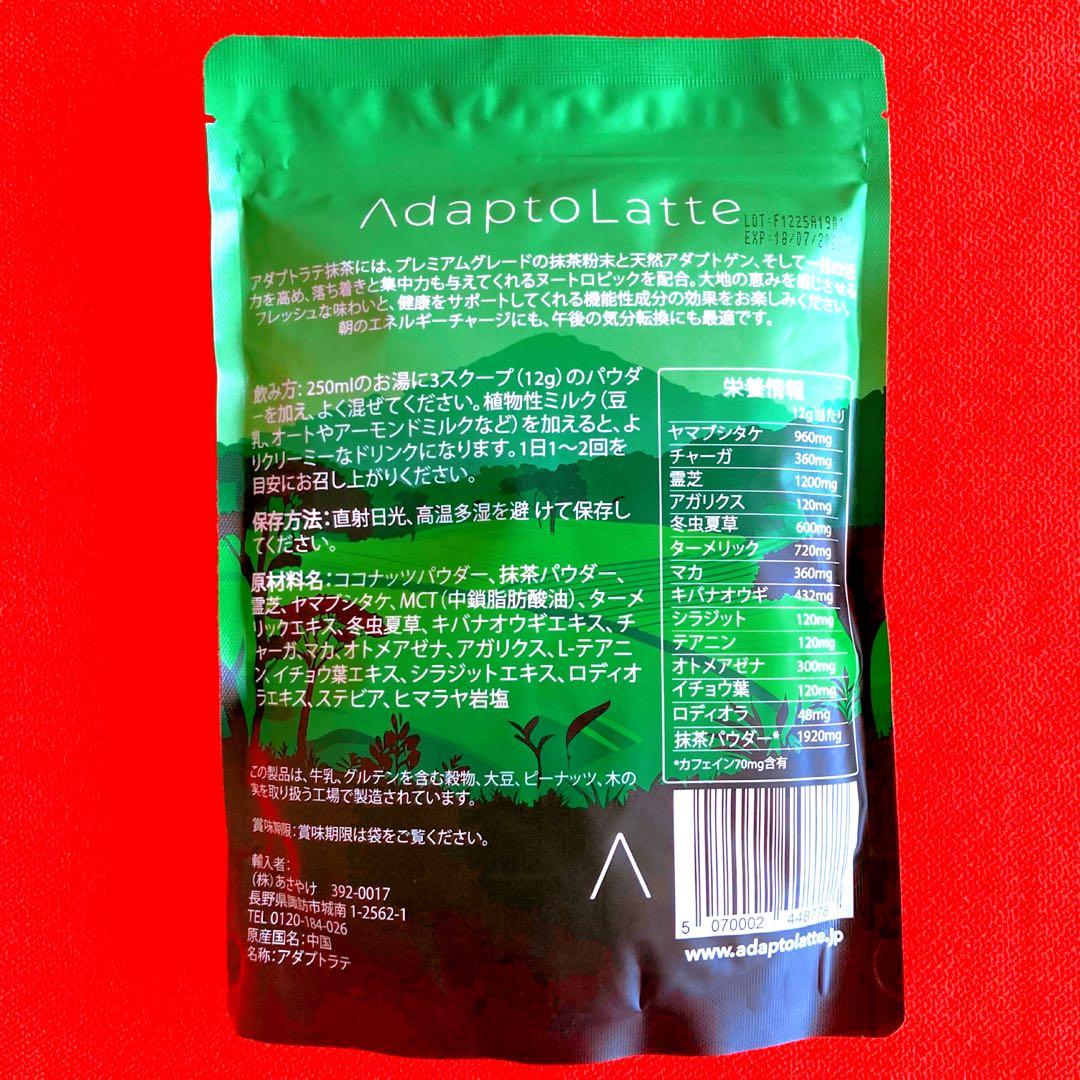 AdaptoLatte
LOT:F1225A1901
EXP:18/07/20
アダプトラテ抹茶には、プレミアムグレードの抹茶粉末と天然アダプトゲン、そして一日の活
力を高め、落ち着きと集中力も与えてくれるヌートロピックを配合。大地の恵みを感じさせる
フレッシュな味わいと、健康をサポートしてくれる機能性成分の効果をお楽しみください。
朝のエネルギーチャージにも、午後の気分転換にも最適です。
飲み方: 250mlのお湯に3スクープ（12g）のパウダ
ーを加え、よく混ぜてください。植物性ミルク（豆
乳、オートやアーモンドミルクなど）を加えると、よ
りクリーミーなドリンクになります。1日1〜2回を
目安にお召し上がりください。
保存方法：直射日光、高温多湿を避 けて保存し
てください。
原材料名：ココナッツパウダー、抹茶パウダー、
霊芝、ヤマブシタケ、MCT（中鎖脂肪酸油）、ターメ
リックエキス、冬虫夏草、キバナオウギエキス、チ
ャーガ、マカ、オトメアゼナ、アガリクス、L-テアニ
ン、イチョウ葉エキス、シラジットエキス、ロディオ
ラエキス、ステビア、ヒマラヤ岩塩
この製品は、牛乳、グルテンを含む穀物、大豆、ピーナッツ、木の
実を取り扱う工場で製造されています。
賞味期限：賞味期限は袋をご覧ください。
輸入者：
（株）あさやけ 392-0017
長野県諏訪市城南 1-2562-1
TEL 0120-184-026
原産国名：中国
名称：アダプトラテ
栄養情報
12g当たり
ヤマブシタケ 960mg
チャーガ 360mg
霊芝 1200mg
アガリクス 120mg
冬虫夏草 600mg
ターメリック 720mg
マカ 360mg
キバナオウギ 432mg
シラジット 120mg
テアニン 120mg
オトメアゼナ 300mg
イチョウ葉 120mg
ロディオラ 48mg
抹茶パウダー* 1920mg
*カフェイン70mg含有
5 070002 448778
www.adaptolatte.jp